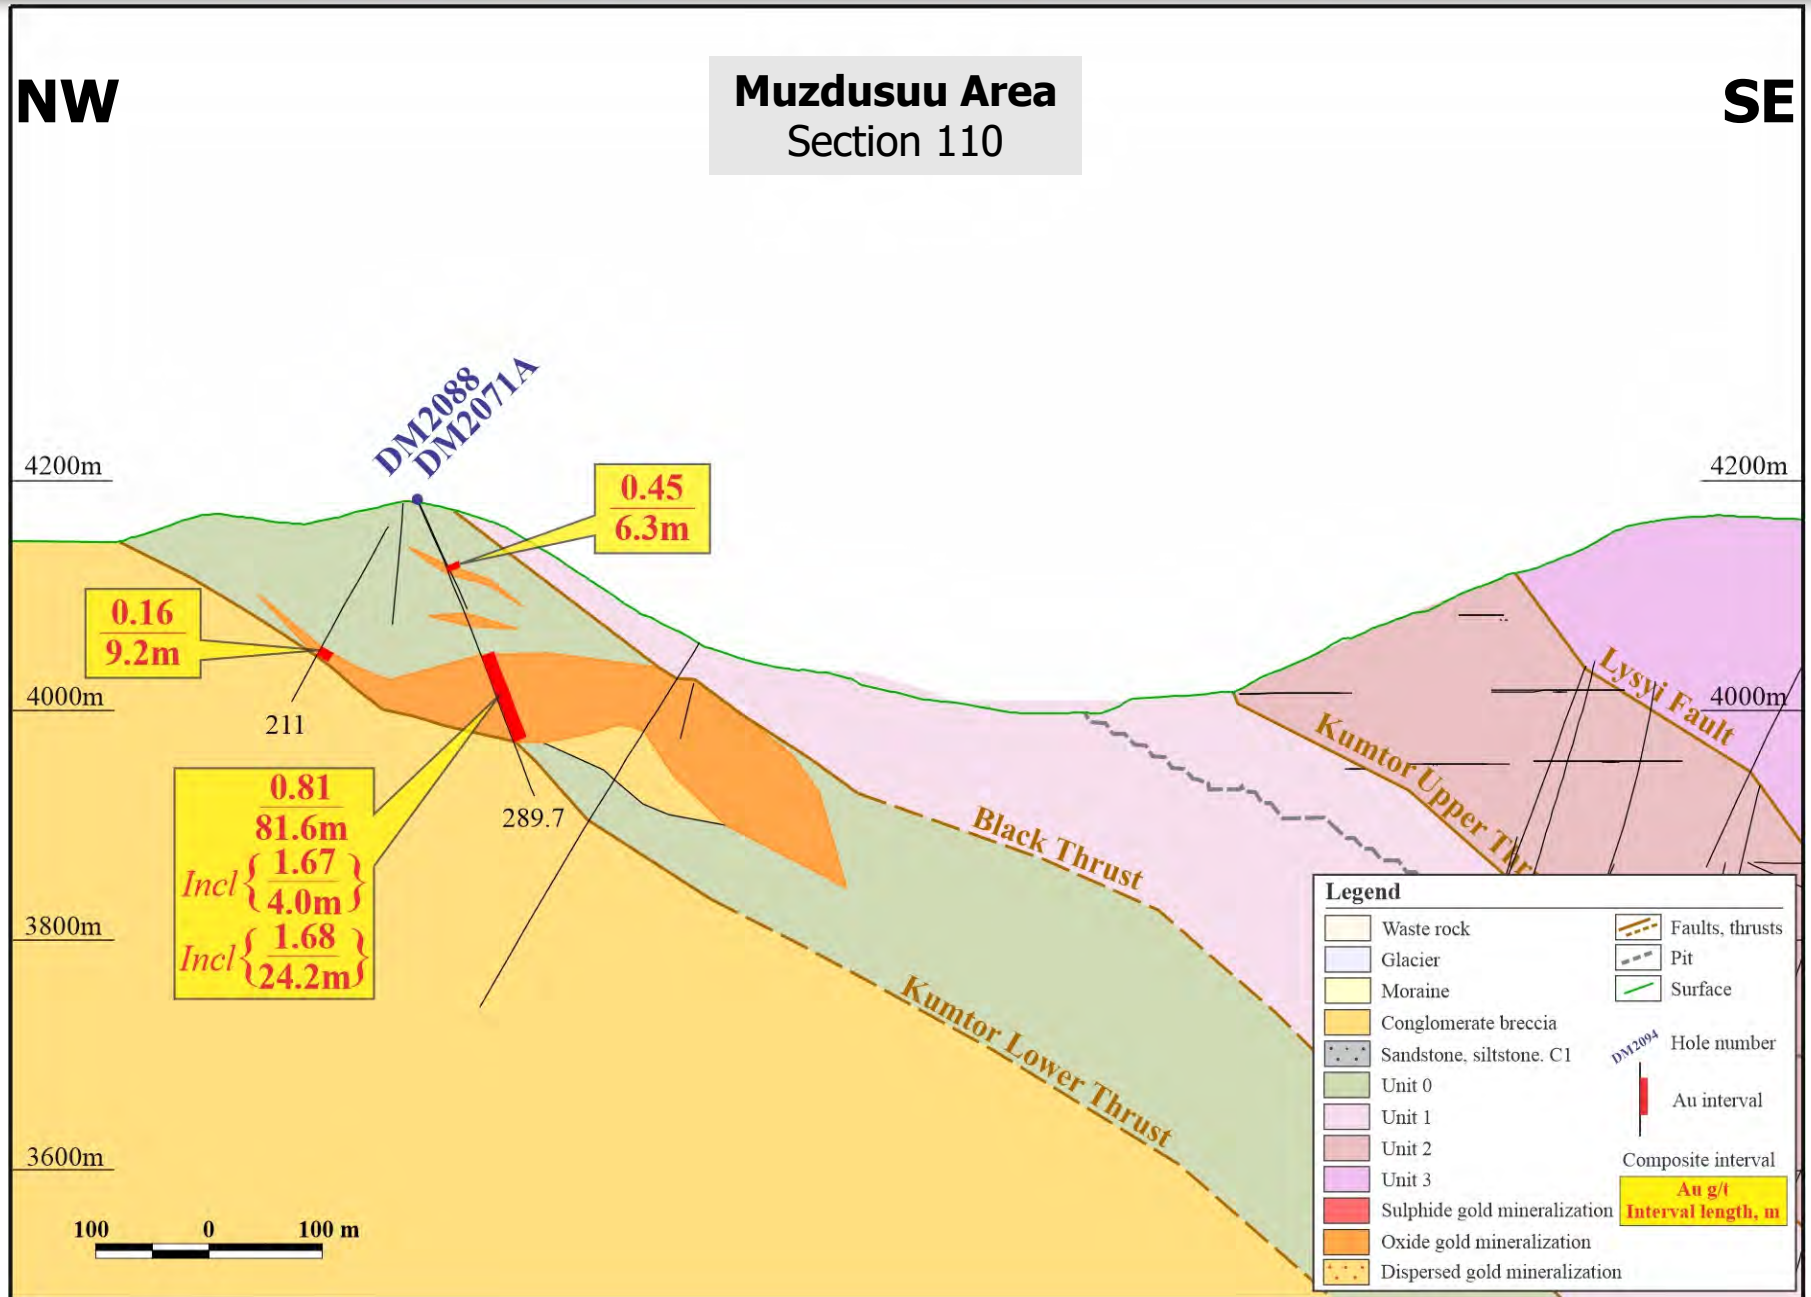 NW
Muzdusuu Area
Section 110
SE
DM2088
DM2071A
4200m
4200m
0.45
6.3m
0.16
9.2m
4000m
4000m
211
289.7
0.81
81.6m
Incl { 1.67 }
4.0m
Incl { 1.68 }
24.2m
Lysyi Fault
Kumtor Upper Thr
Black Thrust
Kumtor Lower Thrust
3800m
3600m
100 0 100 m
Legend
Waste rock
Glacier
Moraine
Conglomerate breccia
Sandstone, siltstone. C1
Unit 0
Unit 1
Unit 2
Unit 3
Sulphide gold mineralization
Oxide gold mineralization
Dispersed gold mineralization
Faults, thrusts
Pit
Surface
DM2094 Hole number
Au interval
Composite interval
Au g/t
Interval length, m